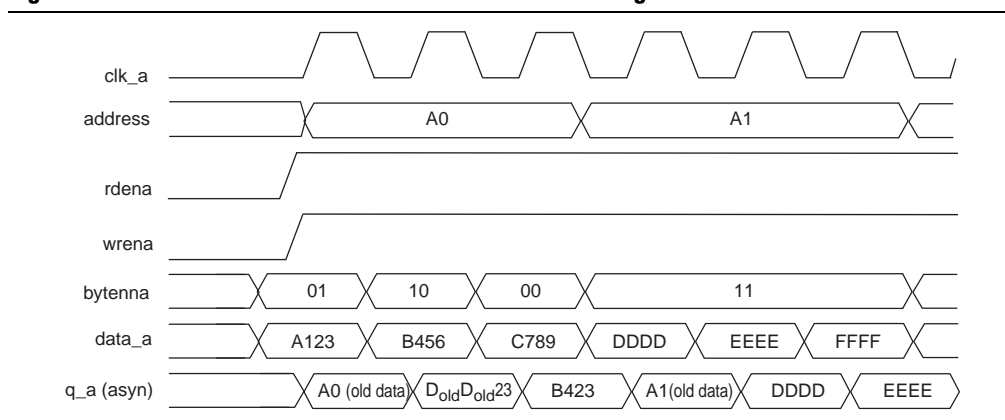 clk_a
address A0 A1
rdena
wrena
bytenna 01 10 00 11
data_a A123 B456 C789 DDDD EEEE FFFF
q_a (asyn) A0 (old data) DoldDold23 B423 A1(old data) DDDD EEEE